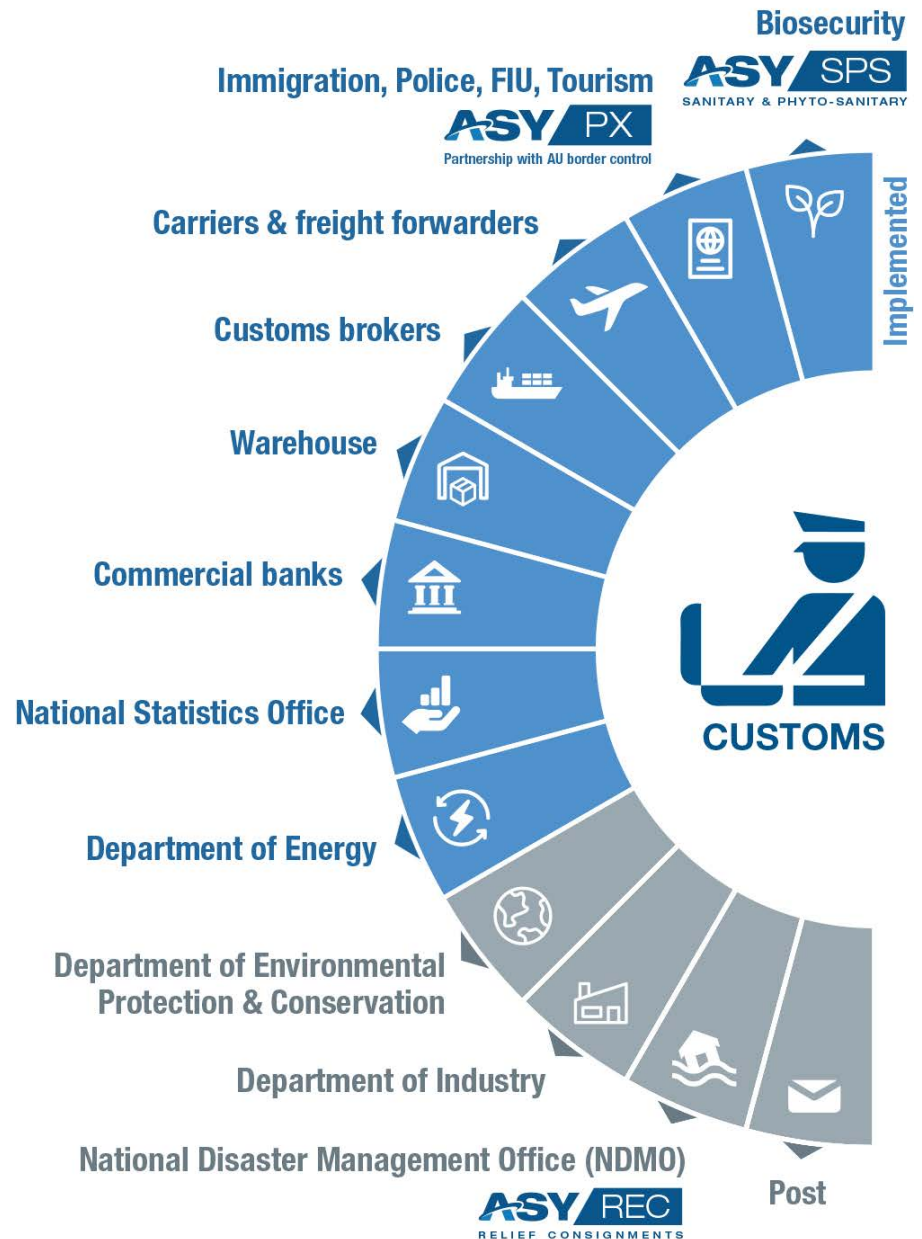 Biosecurity
ASY SPS
SANITARY & PHYTO-SANITARY
Immigration, Police, FIU, Tourism
ASY PX
Partnership with AU border control
Implemented
Carriers & freight forwarders
Customs brokers
Warehouse
Commercial banks
CUSTOMS
National Statistics Office
Department of Energy
Department of Environmental
Protection & Conservation
Department of Industry
National Disaster Management Office (NDMO)
ASY REC
RELIEF CONSIGNMENTS
Post